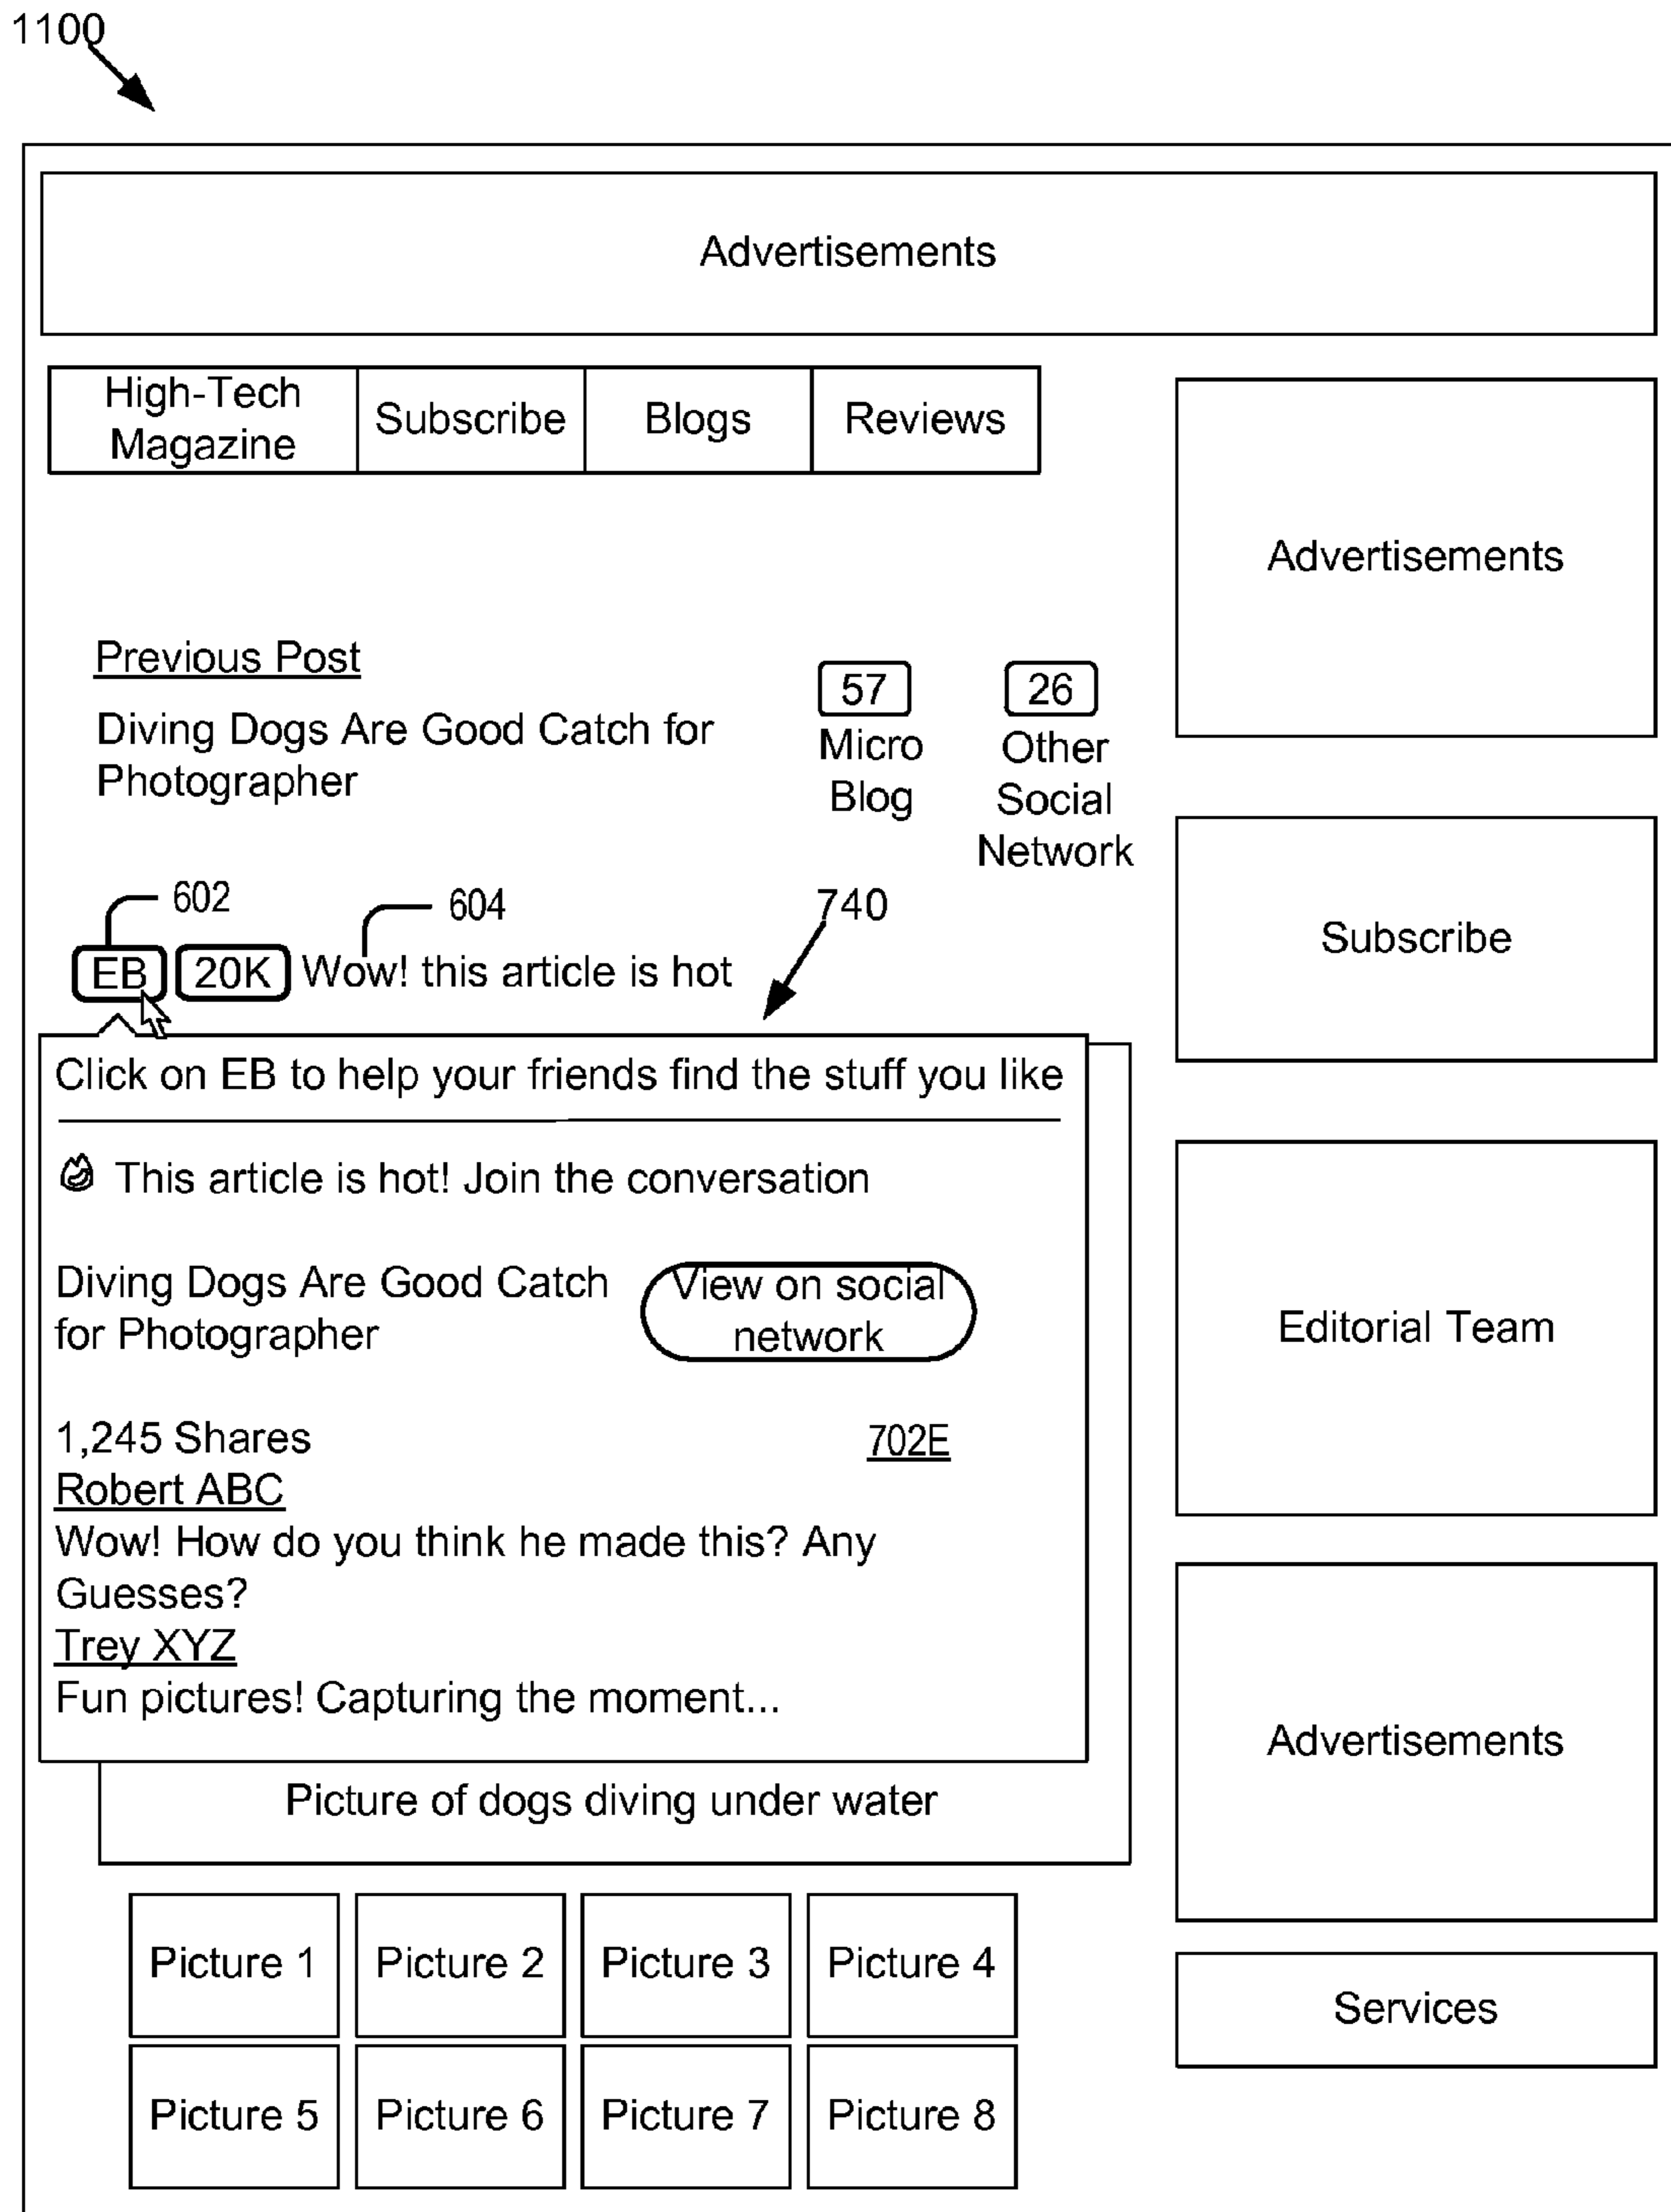 1100
Advertisements
High-Tech
Magazine
Subscribe
Blogs
Reviews
Advertisements
Previous Post
Diving Dogs Are Good Catch for
Photographer
57
Micro
Blog
26
Other
Social
Network
Subscribe
602
604
740
EB
20K
Wow! this article is hot
Click on EB to help your friends find the stuff you like
This article is hot! Join the conversation
Diving Dogs Are Good Catch
for Photographer
View on social
network
1,245 Shares
702E
Robert ABC
Wow! How do you think he made this? Any
Guesses?
Trey XYZ
Fun pictures! Capturing the moment...
Picture of dogs diving under water
Editorial Team
Advertisements
Picture 1
Picture 2
Picture 3
Picture 4
Picture 5
Picture 6
Picture 7
Picture 8
Services